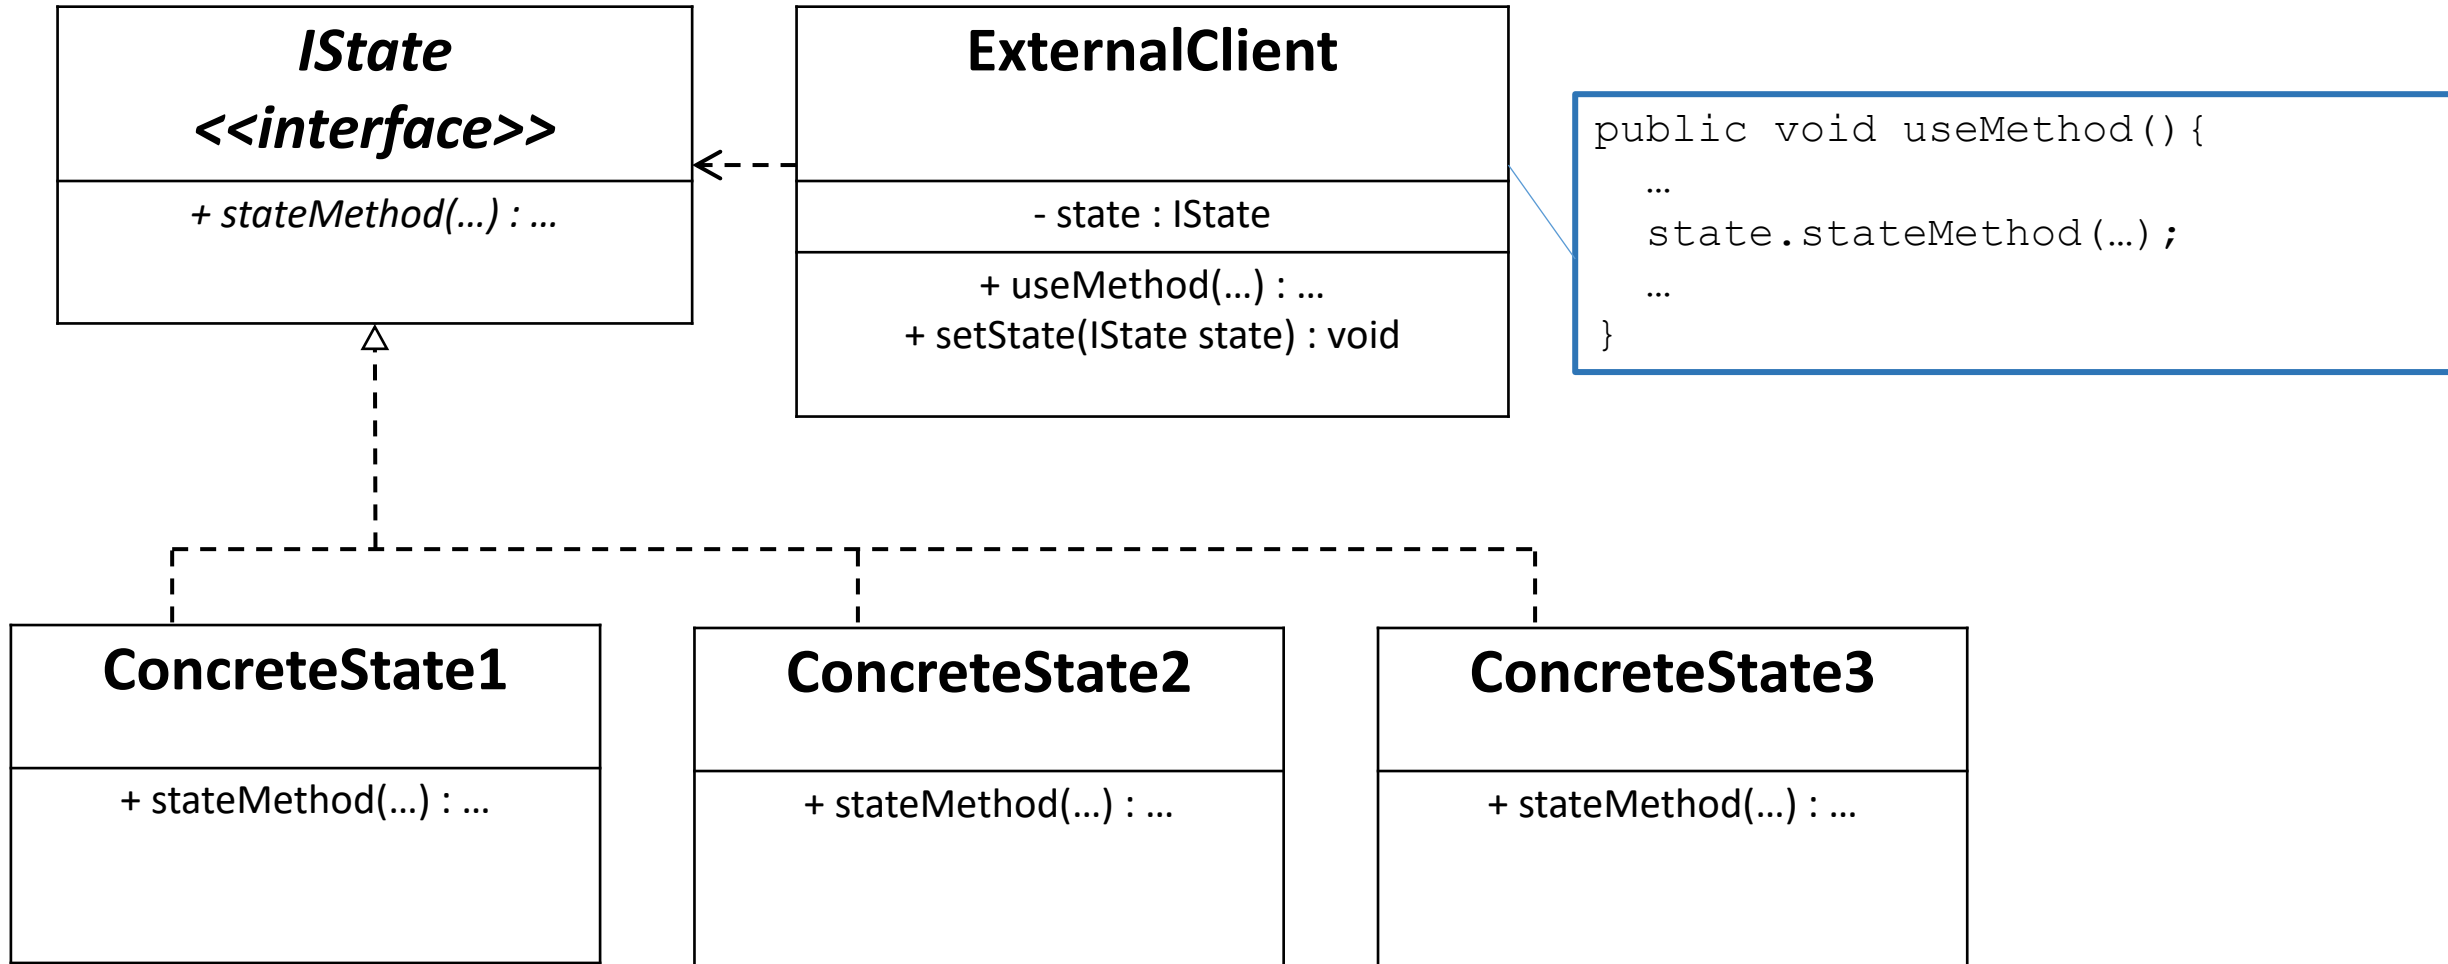 IState
<<interface>>
+ stateMethod(…) : …
ExternalClient
- state : IState
+ useMethod(…) : …
+ setState(IState state) : void
public void useMethod(){
…
state.stateMethod(…);
…
}
ConcreteState1
+ stateMethod(…) : …
ConcreteState2
+ stateMethod(…) : …
ConcreteState3
+ stateMethod(…) : …